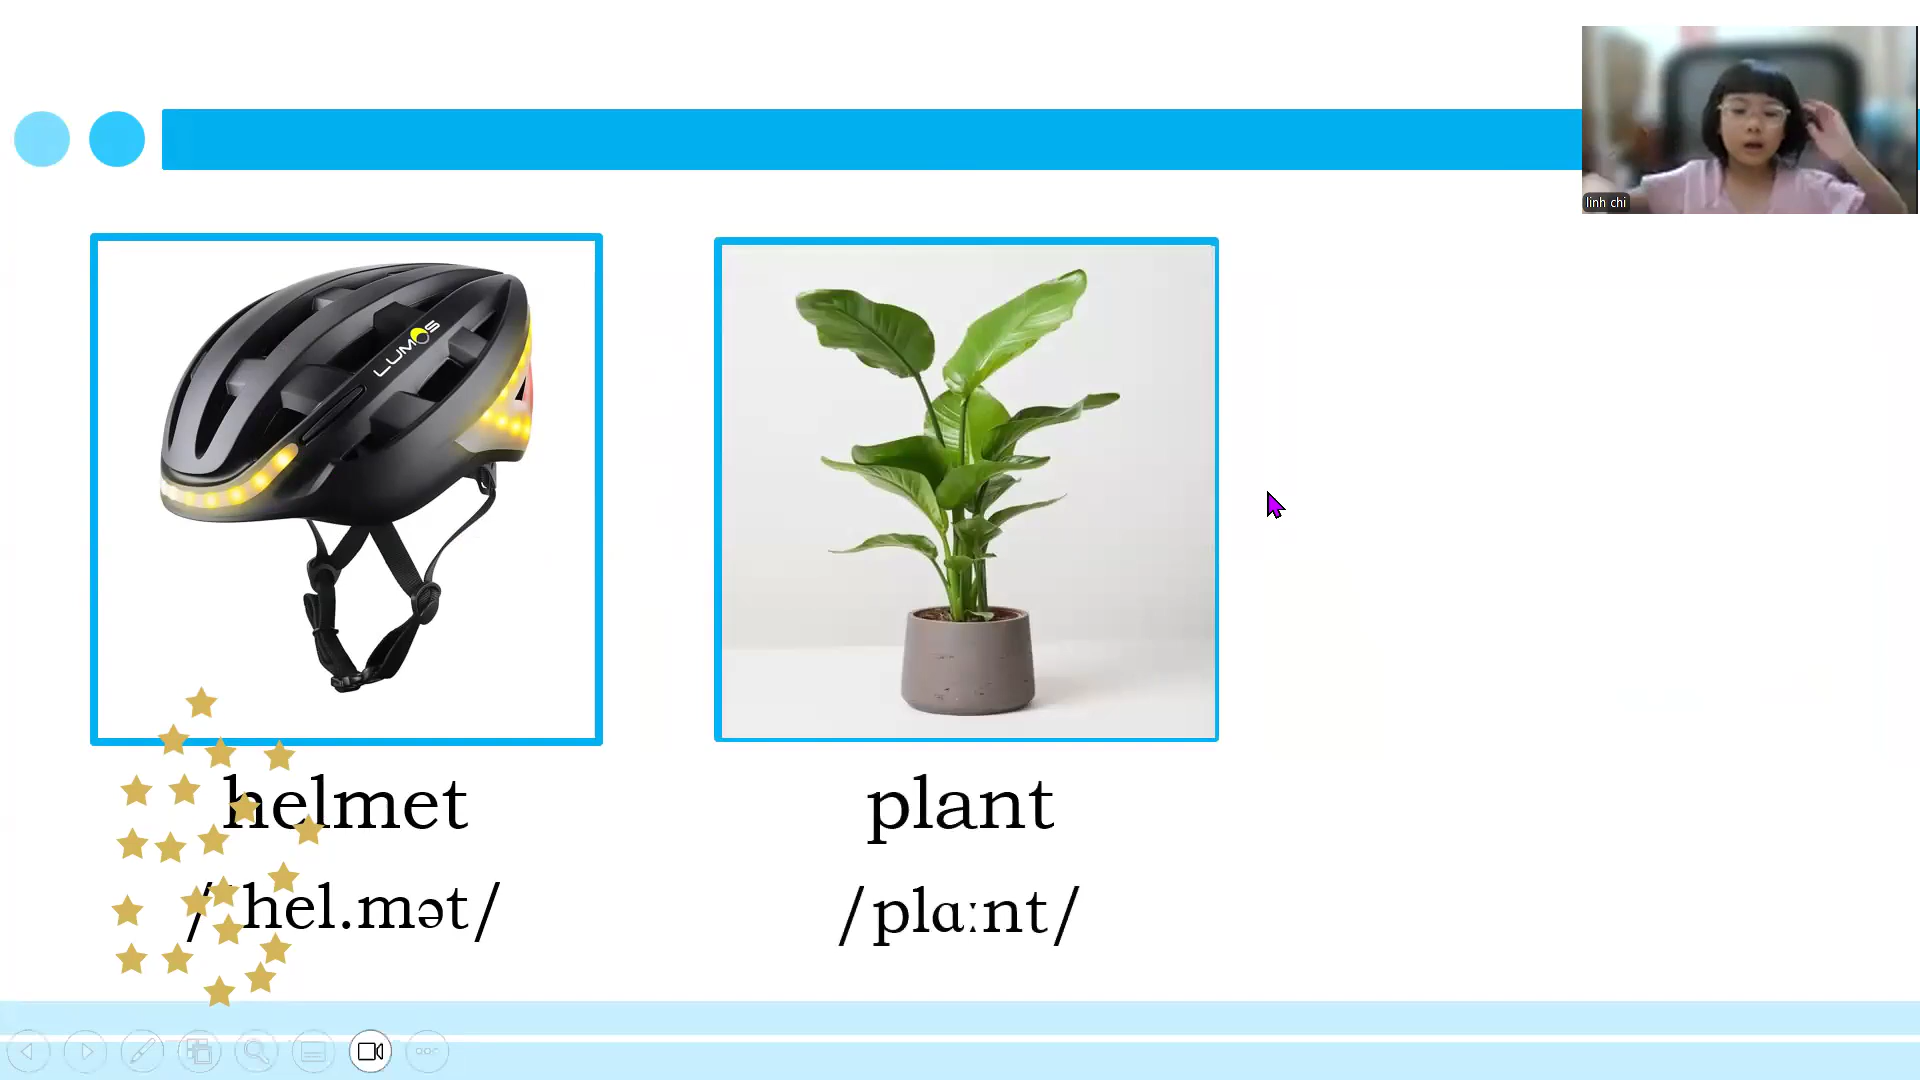 linh chi
LUMOS
helmet
plant
/ˈhel.mət/
/plɑːnt/